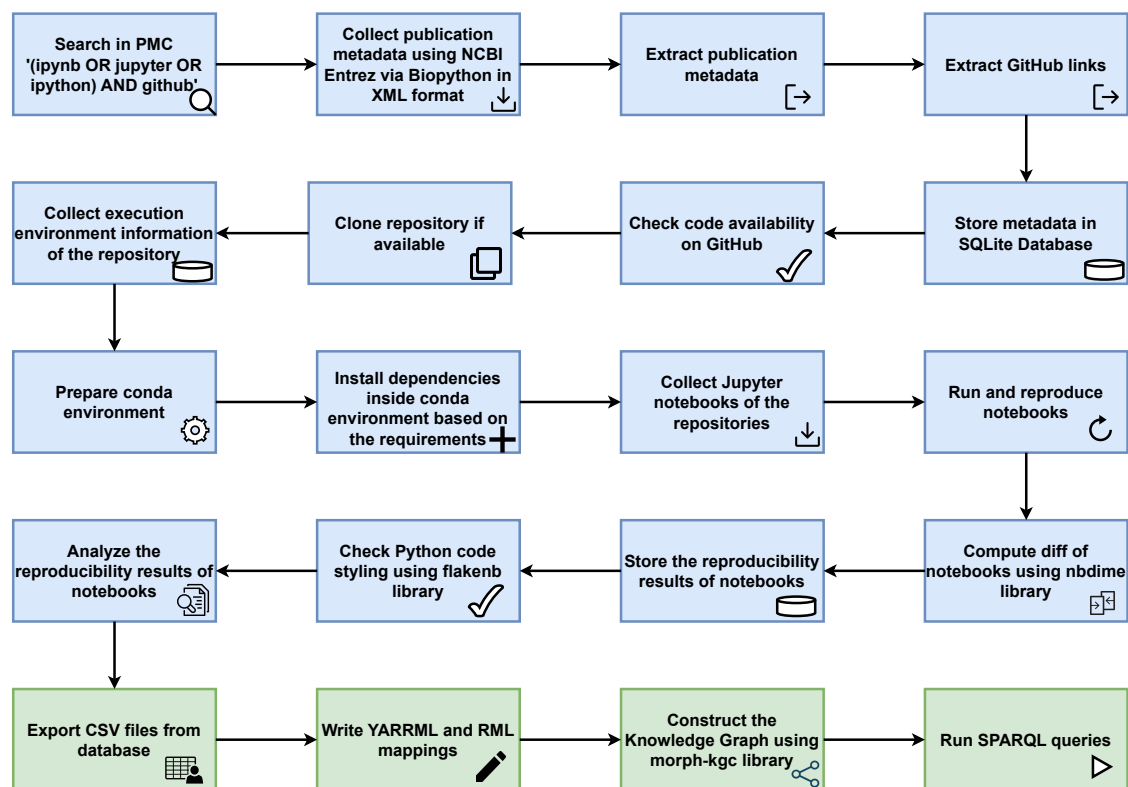 Search in PMC
'(ipynb OR jupyter OR
ipython) AND github'
Collect publication
metadata using NCBI
Entrez via Biopython in
XML format
Extract publication
metadata
Extract GitHub links
Collect execution
environment information
of the repository
Clone repository if
available
Check code availability
on GitHub
Store metadata in
SQLite Database
Prepare conda
environment
Install dependencies
inside conda
environment based on
the requirements
Collect Jupyter
notebooks of the
repositories
Run and reproduce
notebooks
Analyze the
reproducibility results of
notebooks
Check Python code
styling using flakenb
library
Store the reproducibility
results of notebooks
Compute diff of
notebooks using nbdime
library
Export CSV files from
database
Write YARRML and RML
mappings
Construct the
Knowledge Graph using
morph-kgc library
Run SPARQL queries